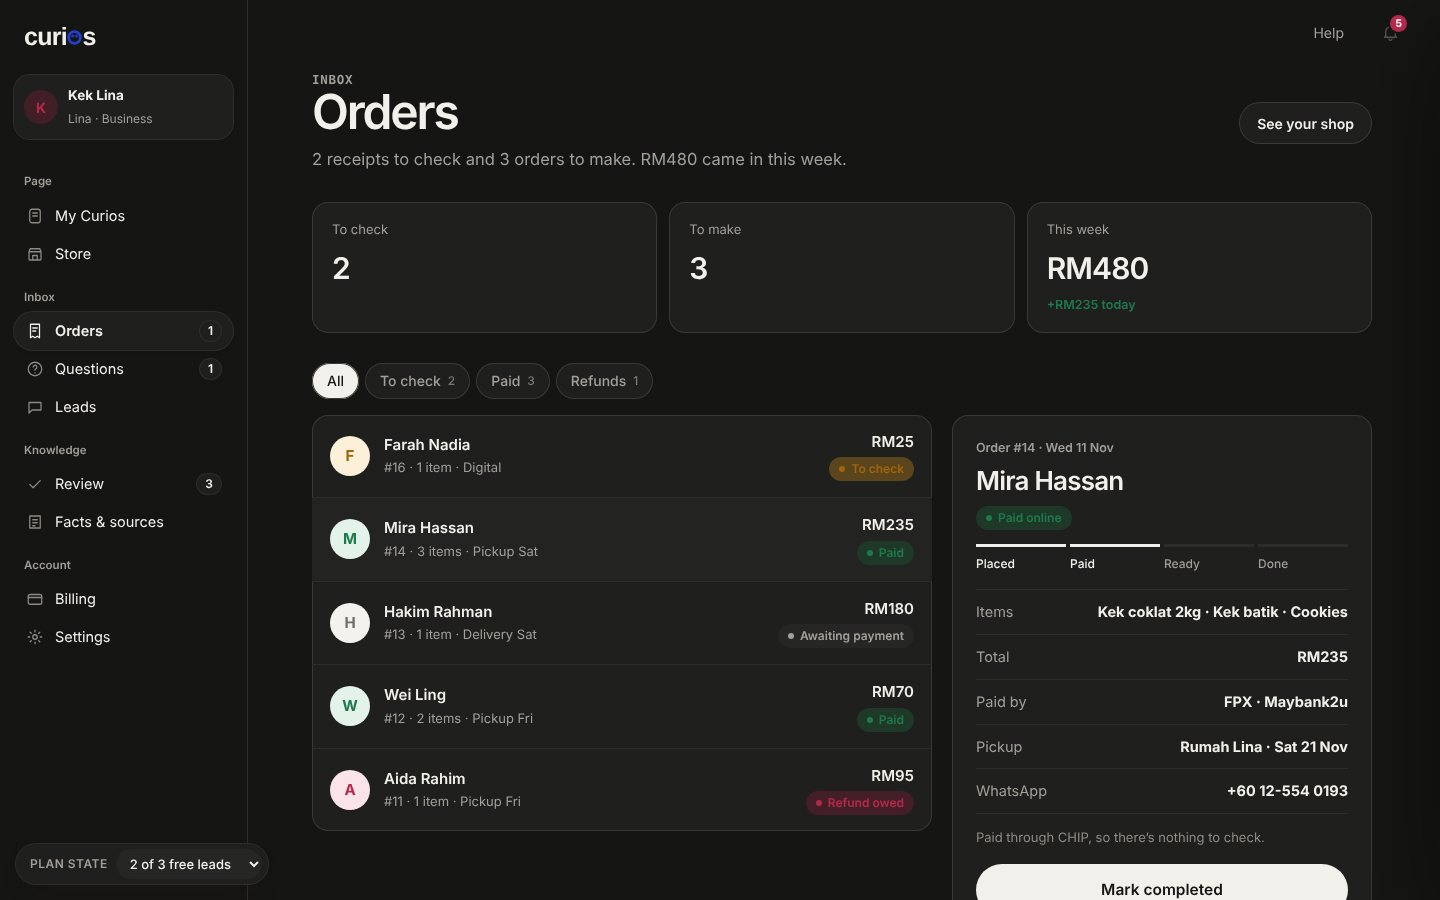 curios
K
Kek Lina
Lina · Business
Page
My Curios
Store
Inbox
Orders 1
Questions 1
Leads
Knowledge
Review 3
Facts & sources
Account
Billing
Settings
PLAN STATE 2 of 3 free leads
Help
5
INBOX
Orders
2 receipts to check and 3 orders to make. RM480 came in this week.
See your shop
To check
2
To make
3
This week
RM480
+RM235 today
All
To check 2
Paid 3
Refunds 1
F
Farah Nadia
#16 · 1 item · Digital
RM25
To check
M
Mira Hassan
#14 · 3 items · Pickup Sat
RM235
Paid
H
Hakim Rahman
#13 · 1 item · Delivery Sat
RM180
Awaiting payment
W
Wei Ling
#12 · 2 items · Pickup Fri
RM70
Paid
A
Aida Rahim
#11 · 1 item · Pickup Fri
RM95
Refund owed
Order #14 · Wed 11 Nov
Mira Hassan
Paid online
Placed Paid Ready Done
Items Kek coklat 2kg · Kek batik · Cookies
Total RM235
Paid by FPX · Maybank2u
Pickup Rumah Lina · Sat 21 Nov
WhatsApp +60 12-554 0193
Paid through CHIP, so there's nothing to check.
Mark completed